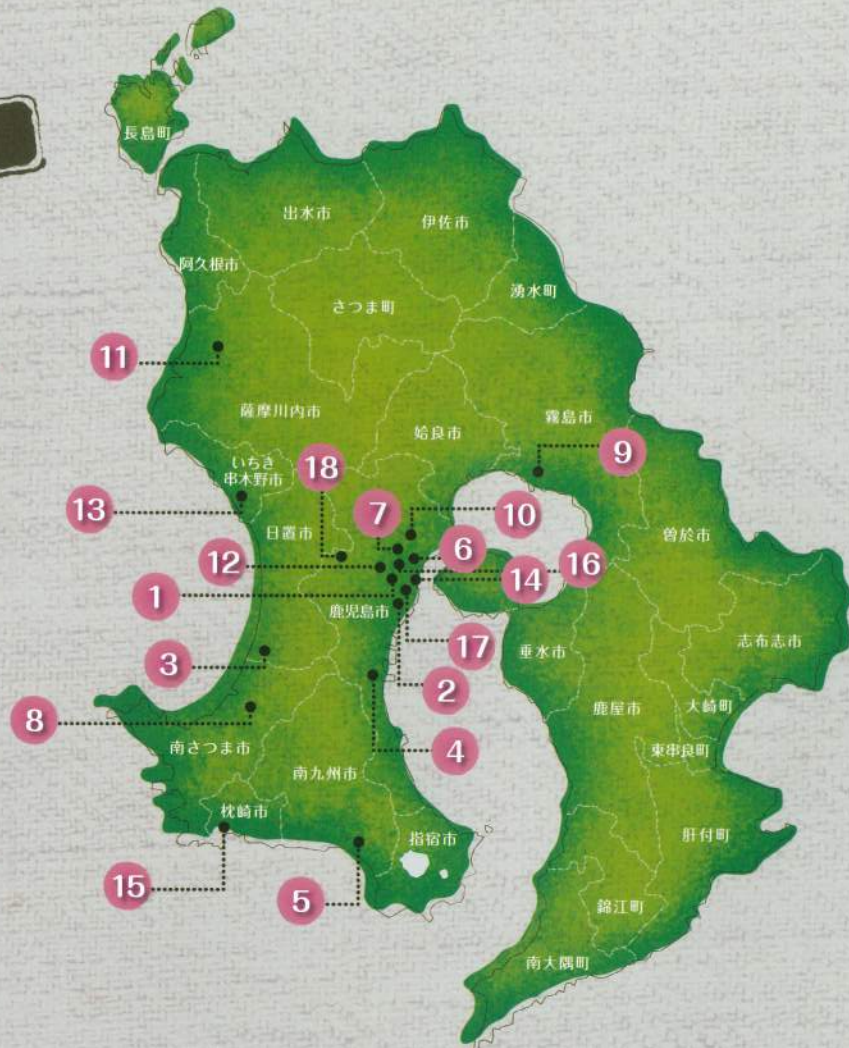 長島町
出水市
伊佐市
阿久根市
湧水町
さつま町
11
薩摩川内市
霧島市
姶良市
いちき
串木野市
18
9
13
7
10
曽於市
日置市
12
6
16
1
14
鹿児島市
17
志布志市
3
垂水市
2
大崎町
8
鹿屋市
4
南さつま市
東串良町
南九州市
枕崎市
指宿市
肝付町
15
5
錦江町
南大隅町